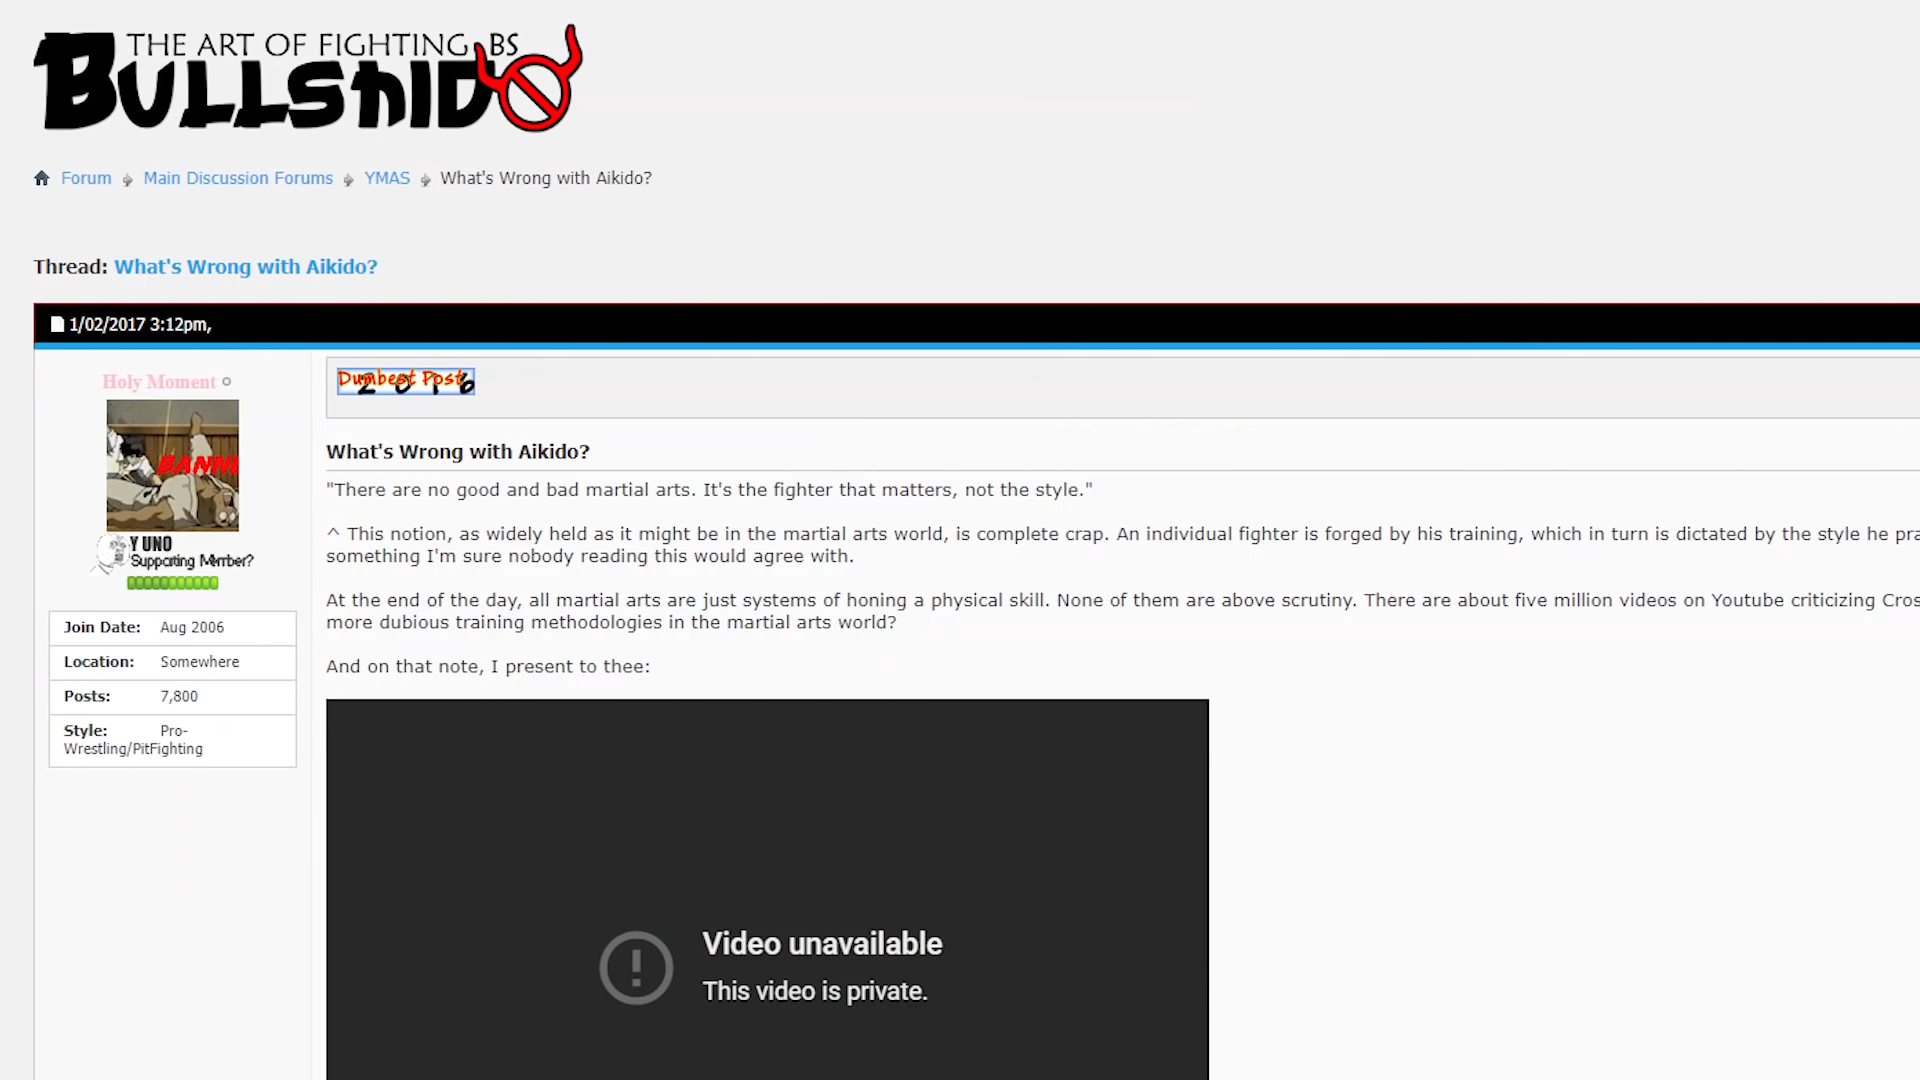 THE ART OF FIGHTING BS
BULLSHIDO
Forum Main Discussion Forums YMAS What's Wrong with Aikido?
Thread: What's Wrong with Aikido?
1/02/2017 3:12pm,
Holy Moment
BANNE
Y UNO
Supporting Member?
Join Date: Aug 2006
Location: Somewhere
Posts: 7,800
Style: Pro-
Wrestling/PitFighting
Dumbest Post
2016
What's Wrong with Aikido?
"There are no good and bad martial arts. It's the fighter that matters, not the style."
^ This notion, as widely held as it might be in the martial arts world, is complete crap. An individual fighter is forged by his training, which in turn is dictated by the style he pra
something I'm sure nobody reading this would agree with.
At the end of the day, all martial arts are just systems of honing a physical skill. None of them are above scrutiny. There are about five million videos on Youtube criticizing Cros
more dubious training methodologies in the martial arts world?
And on that note, I present to thee:
Video unavailable
This video is private.